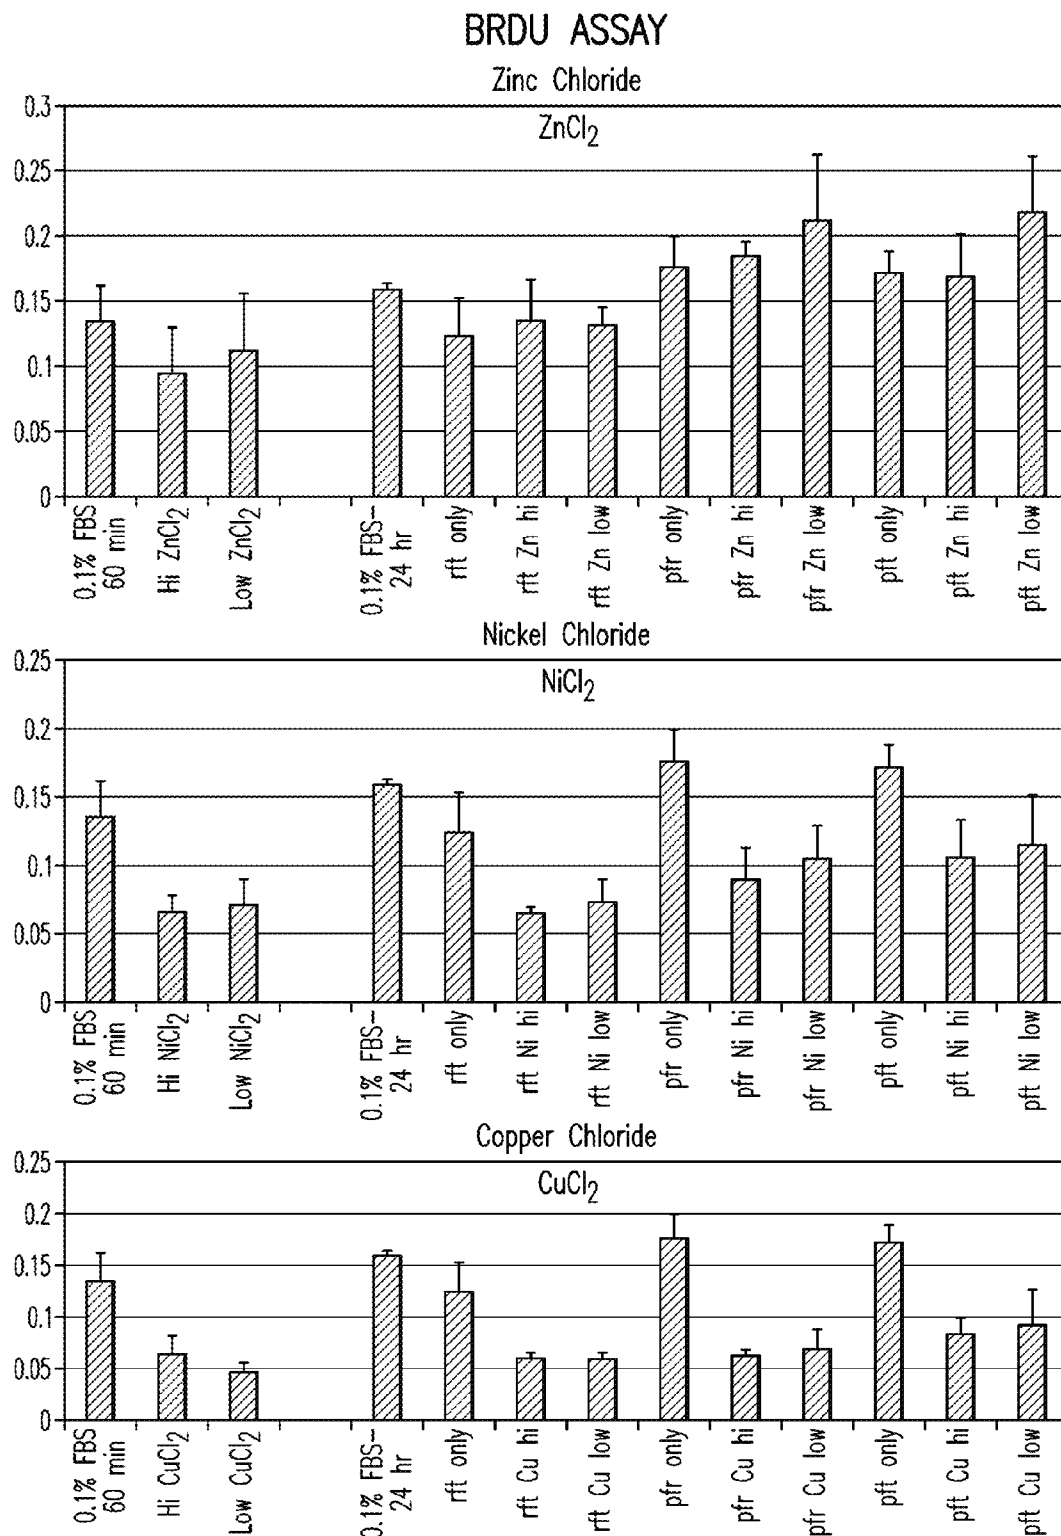 BRDU ASSAY
Zinc Chloride
ZnCl2
0.3
0.25
0.2
0.15
0.1
0.05
0
0.1% FBS
60 min
Hi ZnCl2
Low ZnCl2
0.1% FBS-
24 hr
rft only
rft Zn hi
rft Zn low
pfr only
pfr Zn hi
pfr Zn low
pft only
pft Zn hi
pft Zn low
Nickel Chloride
NiCl2
0.25
0.2
0.15
0.1
0.05
0
0.1% FBS
60 min
Hi NiCl2
Low NiCl2
0.1% FBS-
24 hr
rft only
rft Ni hi
rft Ni low
pfr only
pfr Ni hi
pfr Ni low
pft only
pft Ni hi
pft Ni low
Copper Chloride
CuCl2
0.25
0.2
0.15
0.1
0.05
0
0.1% FBS
60 min
Hi CuCl2
Low CuCl2
0.1% FBS-
24 hr
rft only
rft Cu hi
rft Cu low
pfr only
pfr Cu hi
pfr Cu low
pft only
pft Cu hi
pft Cu low